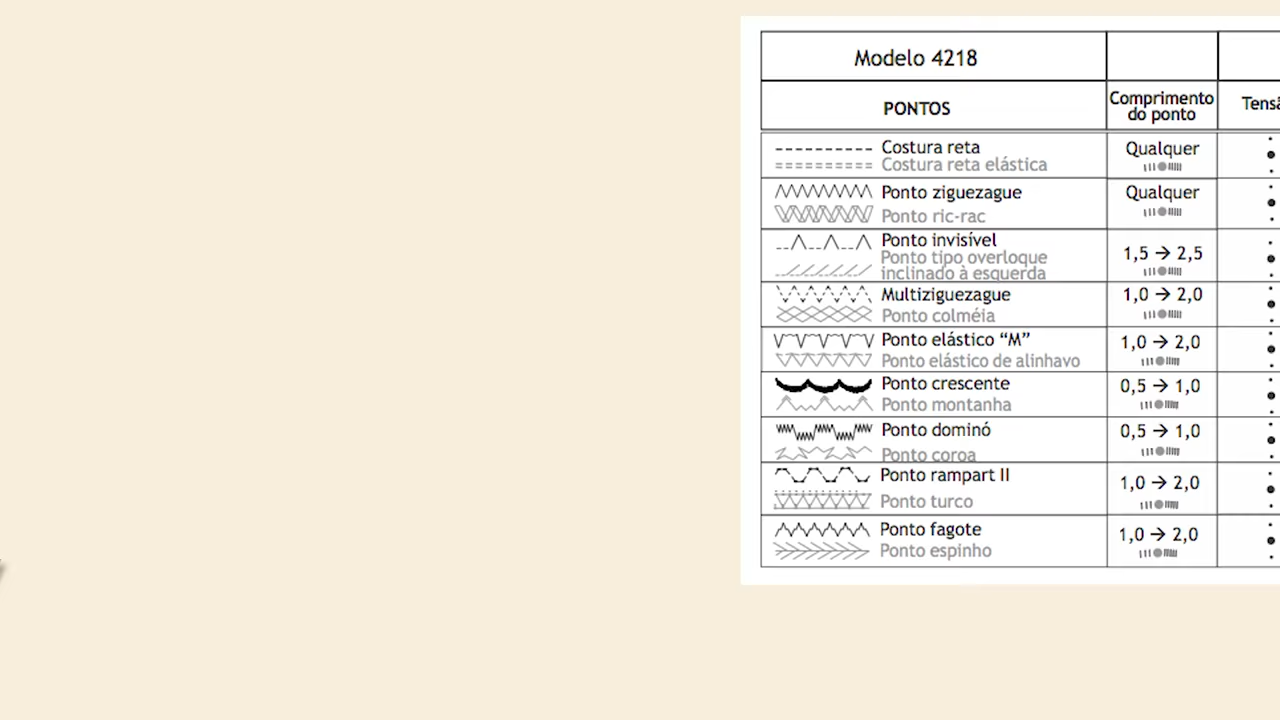 Modelo 4218
PONTOS
Comprimento
do ponto
Costura reta
Costura reta elástica
Qualquer
Ponto ziguezague
Ponto ric-rac
Qualquer
Ponto invisível
Ponto tipo overloque
inclinado à esquerda
1,5 → 2,5
Multiziguezague
Ponto colméia
1,0 → 2,0
Ponto elástico “M”
Ponto elástico de alinhavo
1,0 → 2,0
Ponto crescente
Ponto montanha
0,5 → 1,0
Ponto dominó
Ponto coroa
0,5 → 1,0
Ponto rampart II
Ponto turco
1,0 → 2,0
Ponto fagote
Ponto espinho
1,0 → 2,0